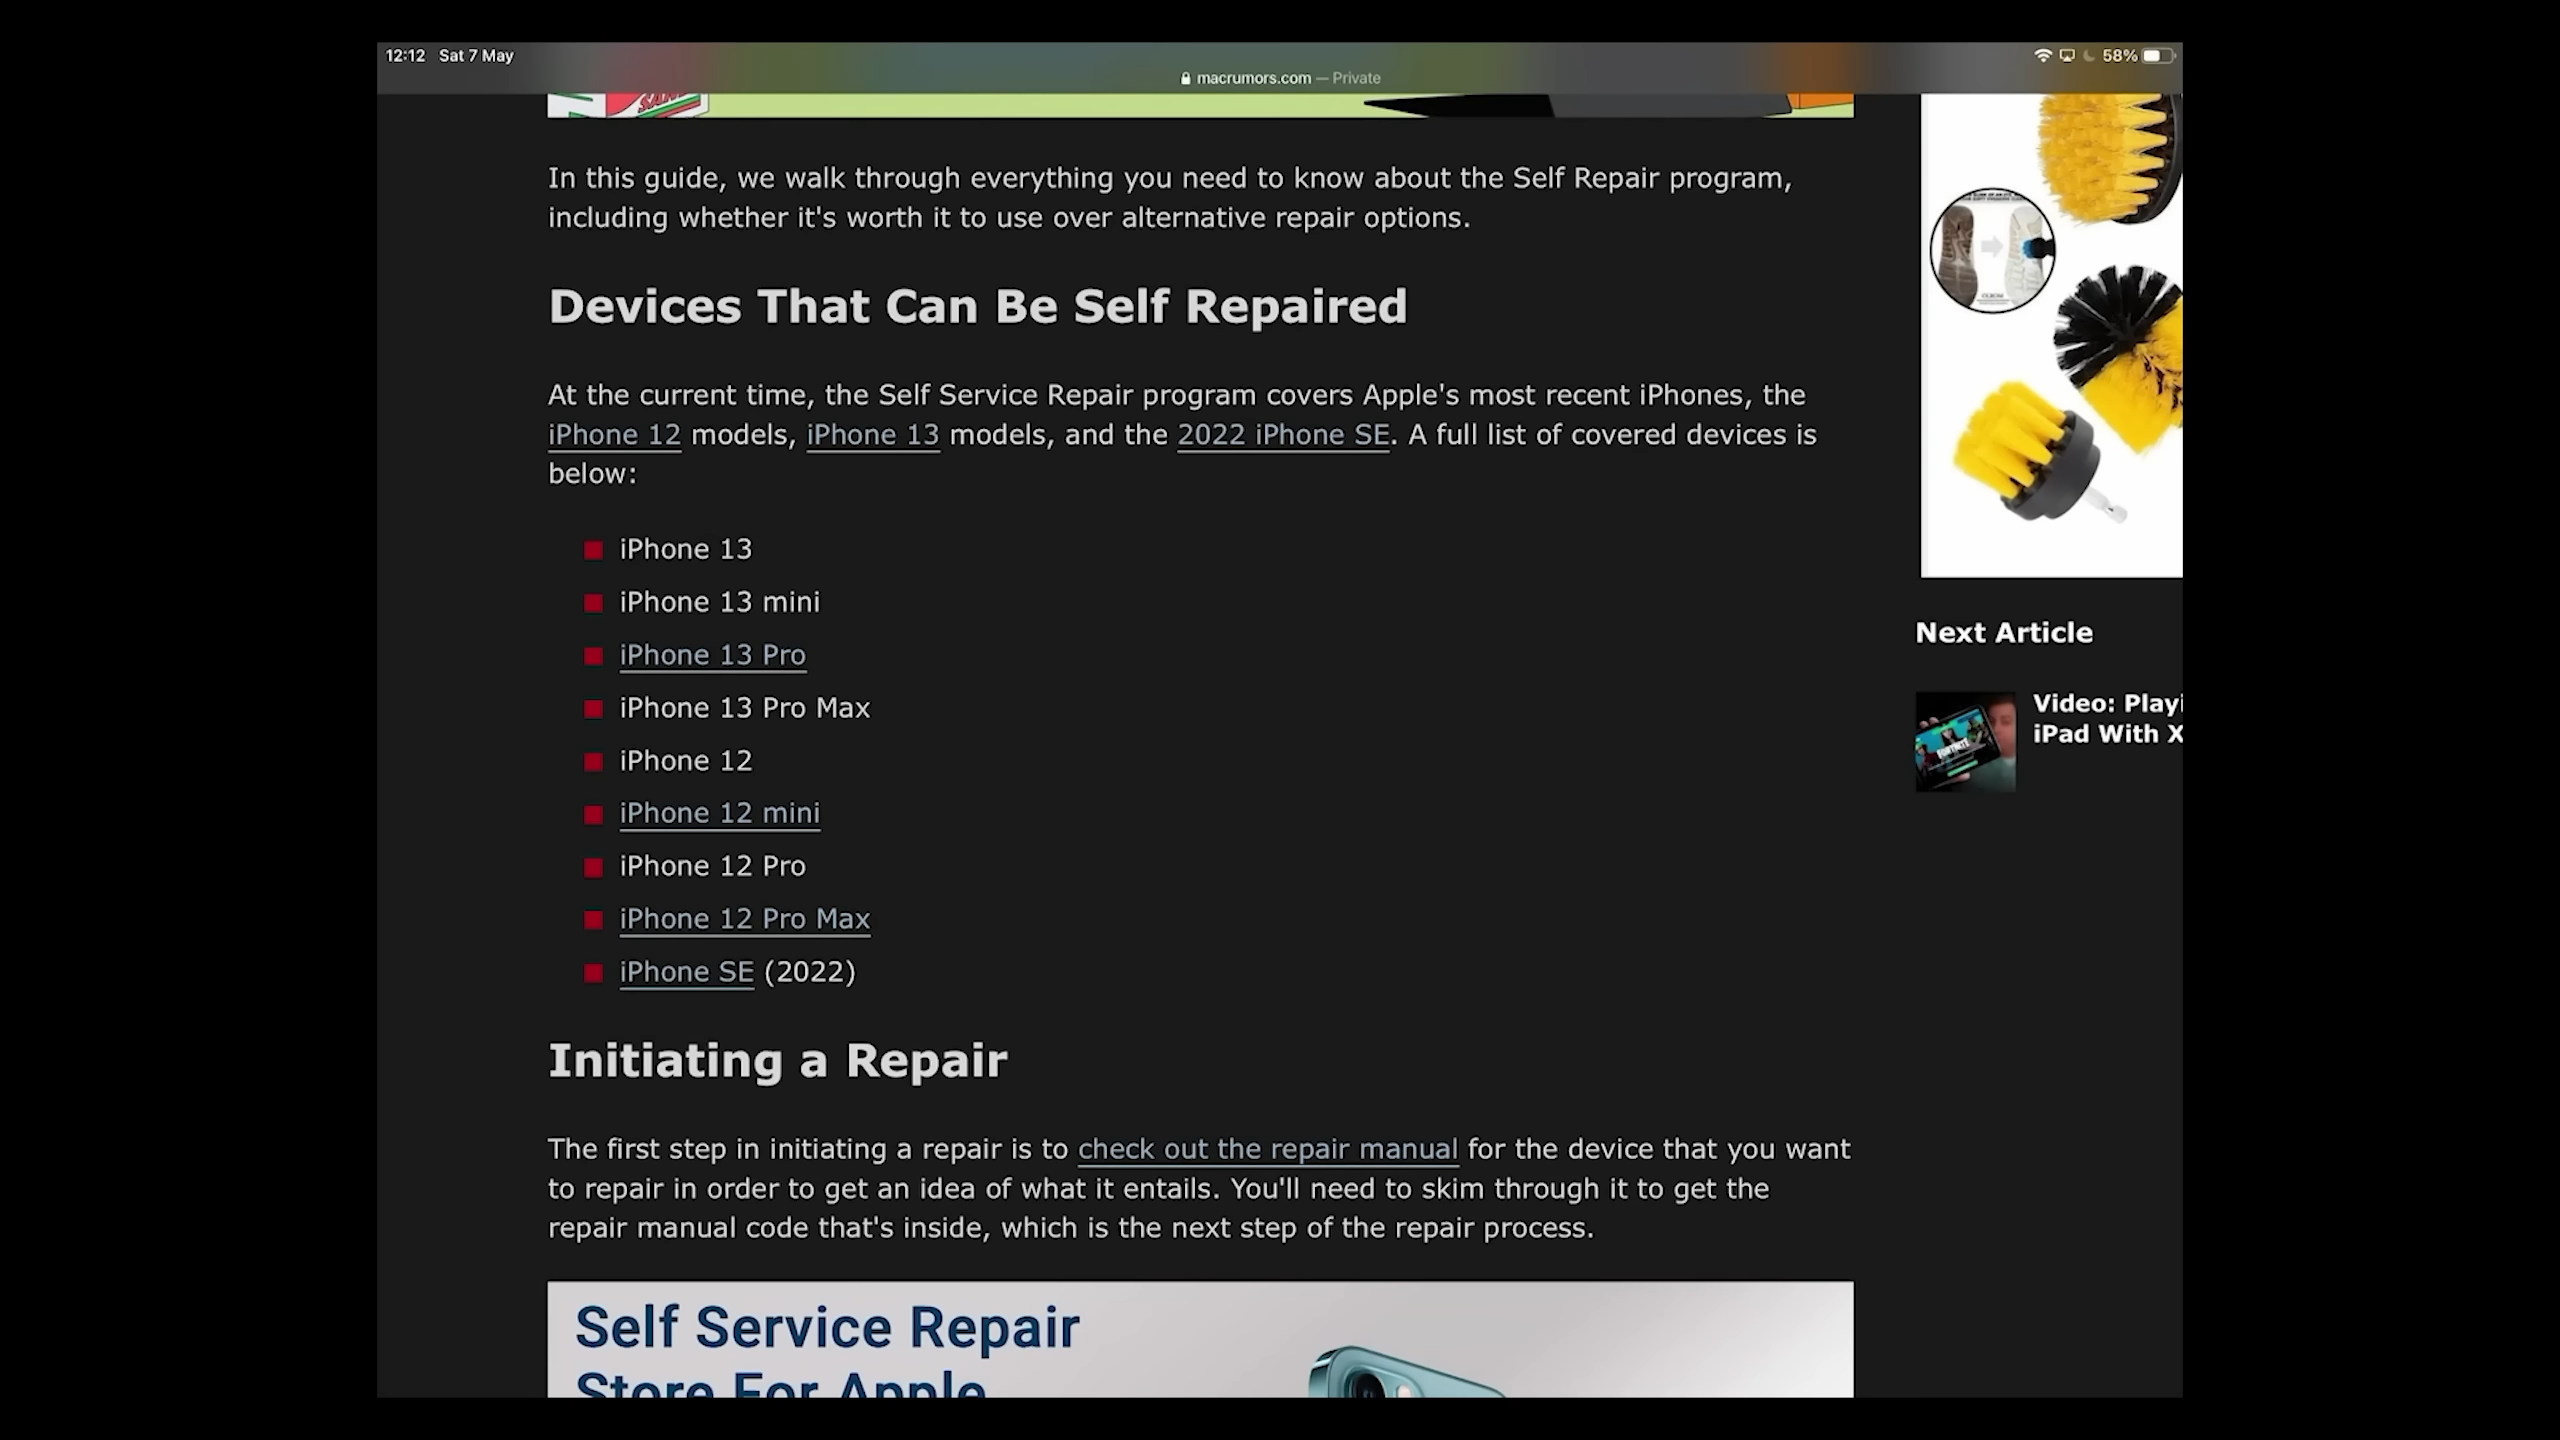 12:12 Sat 7 May
58%
macrumors.com — Private
In this guide, we walk through everything you need to know about the Self Repair program,
including whether it's worth it to use over alternative repair options.
Devices That Can Be Self Repaired
At the current time, the Self Service Repair program covers Apple's most recent iPhones, the
iPhone 12 models, iPhone 13 models, and the 2022 iPhone SE. A full list of covered devices is
below:
iPhone 13
iPhone 13 mini
iPhone 13 Pro
iPhone 13 Pro Max
iPhone 12
iPhone 12 mini
iPhone 12 Pro
iPhone 12 Pro Max
iPhone SE (2022)
Initiating a Repair
The first step in initiating a repair is to check out the repair manual for the device that you want
to repair in order to get an idea of what it entails. You'll need to skim through it to get the
repair manual code that's inside, which is the next step of the repair process.
Self Service Repair
Store For Apple
Next Article
Video: Playi
iPad With X
FORTNITE